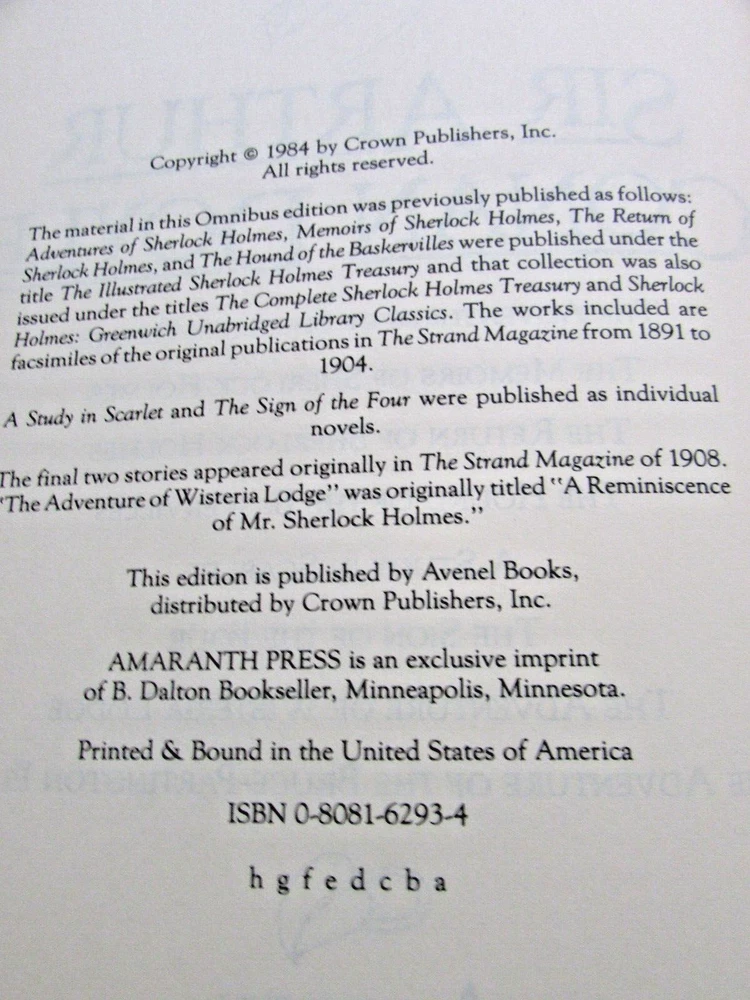 Copyright © 1984 by Crown Publishers, Inc.
All rights reserved.
The material in this Omnibus edition was previously published as follows:
Adventures of Sherlock Holmes, Memoirs of Sherlock Holmes, The Return of
Sherlock Holmes, and The Hound of the Baskervilles were published under the
title The Illustrated Sherlock Holmes Treasury and that collection was also
issued under the titles The Complete Sherlock Holmes Treasury and Sherlock
Holmes: Greenwich Unabridged Library Classics. The works included are
facsimiles of the original publications in The Strand Magazine from 1891 to
1904.
A Study in Scarlet and The Sign of the Four were published as individual
novels.
The final two stories appeared originally in The Strand Magazine of 1908.
"The Adventure of Wisteria Lodge" was originally titled "A Reminiscence
of Mr. Sherlock Holmes."
This edition is published by Avenel Books,
distributed by Crown Publishers, Inc.
AMARANTH PRESS is an exclusive imprint
of B. Dalton Bookseller, Minneapolis, Minnesota.
Printed & Bound in the United States of America
ISBN 0-8081-6293-4
h g f e d c b a